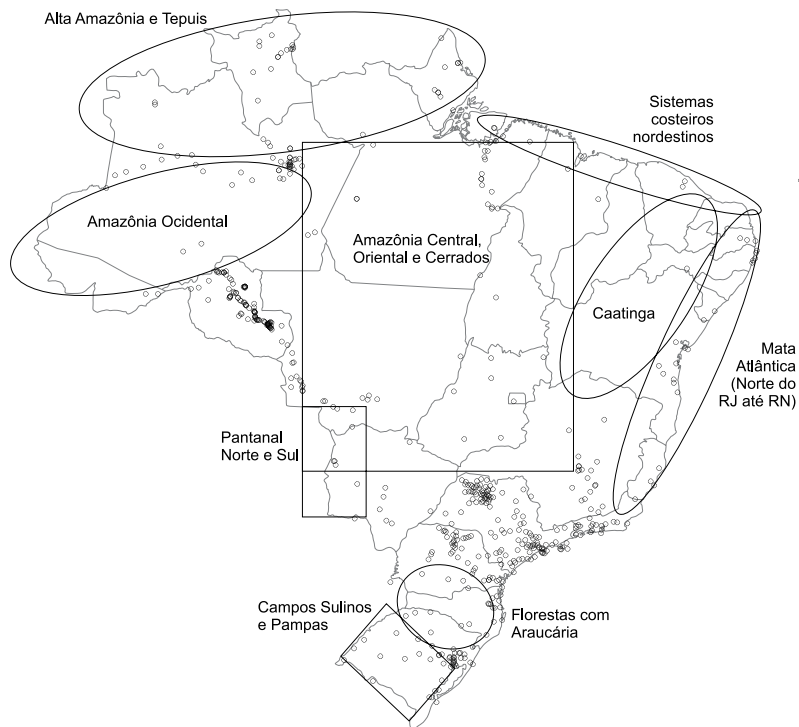 Alta Amazônia e Tepuis
Sistemas
costeiros
nordestinos
Amazônia Ocidental
Amazônia Central,
Oriental e Cerrados
Caatinga
Mata
Atlântica
(Norte do
RJ até RN)
Pantanal
Norte e Sul
Campos Sulinos
e Pampas
Florestas com
Araucária